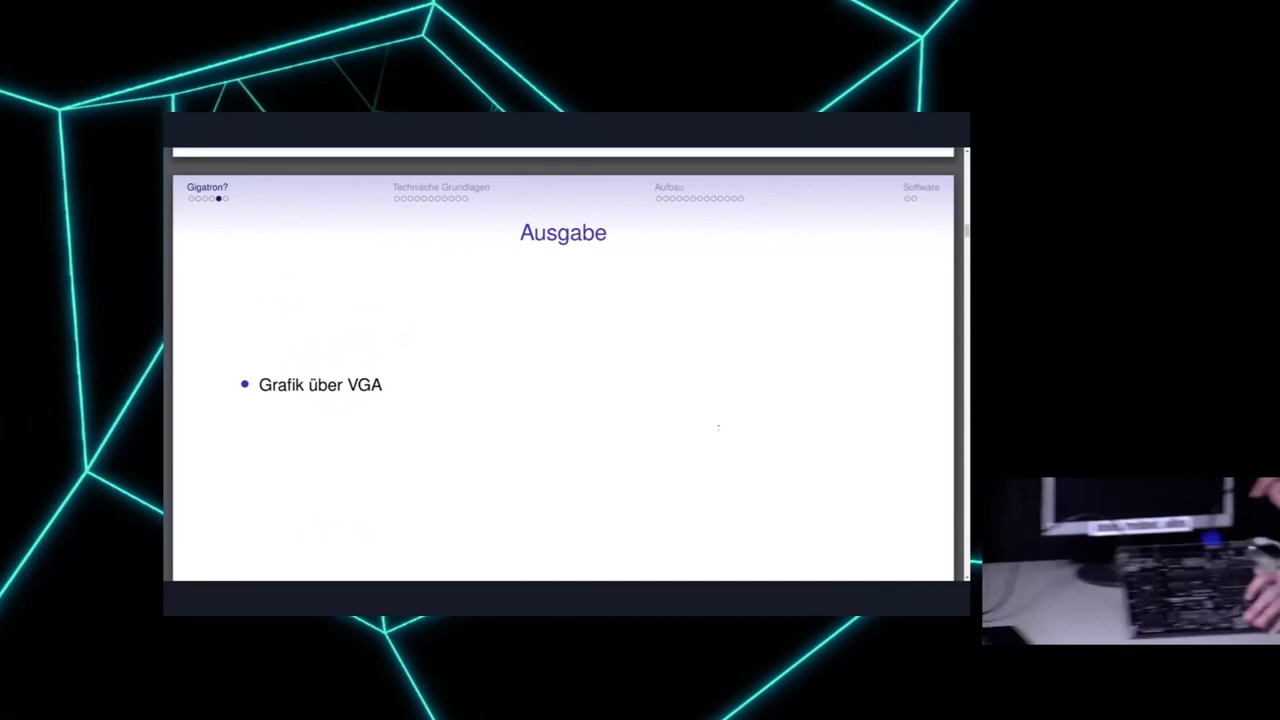 Gigatron?
Technische Grundlagen
Aufbau
Software
Ausgabe
Grafik über VGA